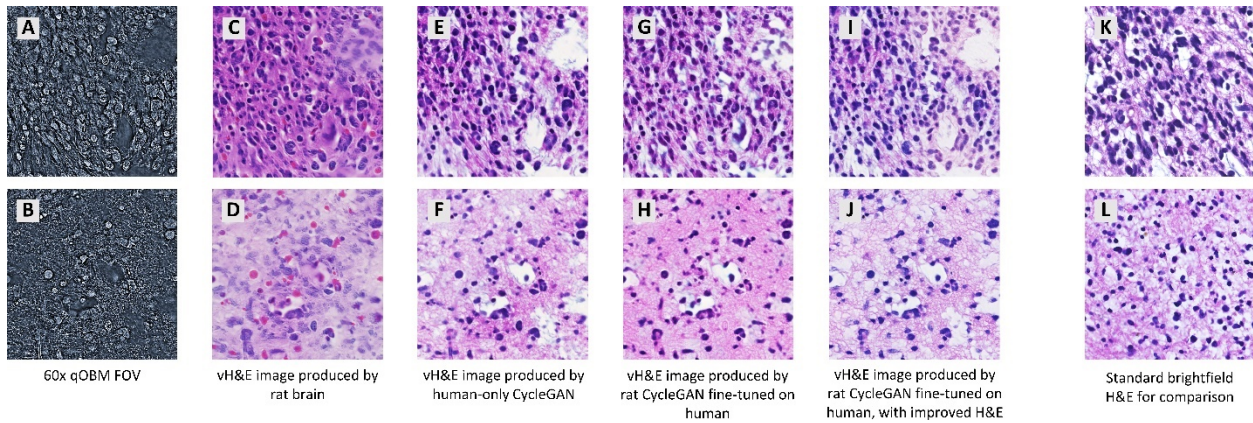 A
C
E
G
I
K
B
D
F
H
J
L
60x qOBM FOV
vH&E image produced by
rat brain
vH&E image produced by
human-only CycleGAN
vH&E image produced by
rat CycleGAN fine-tuned on
human
vH&E image produced by
rat CycleGAN fine-tuned on
human, with improved H&E
Standard brightfield
H&E for comparison